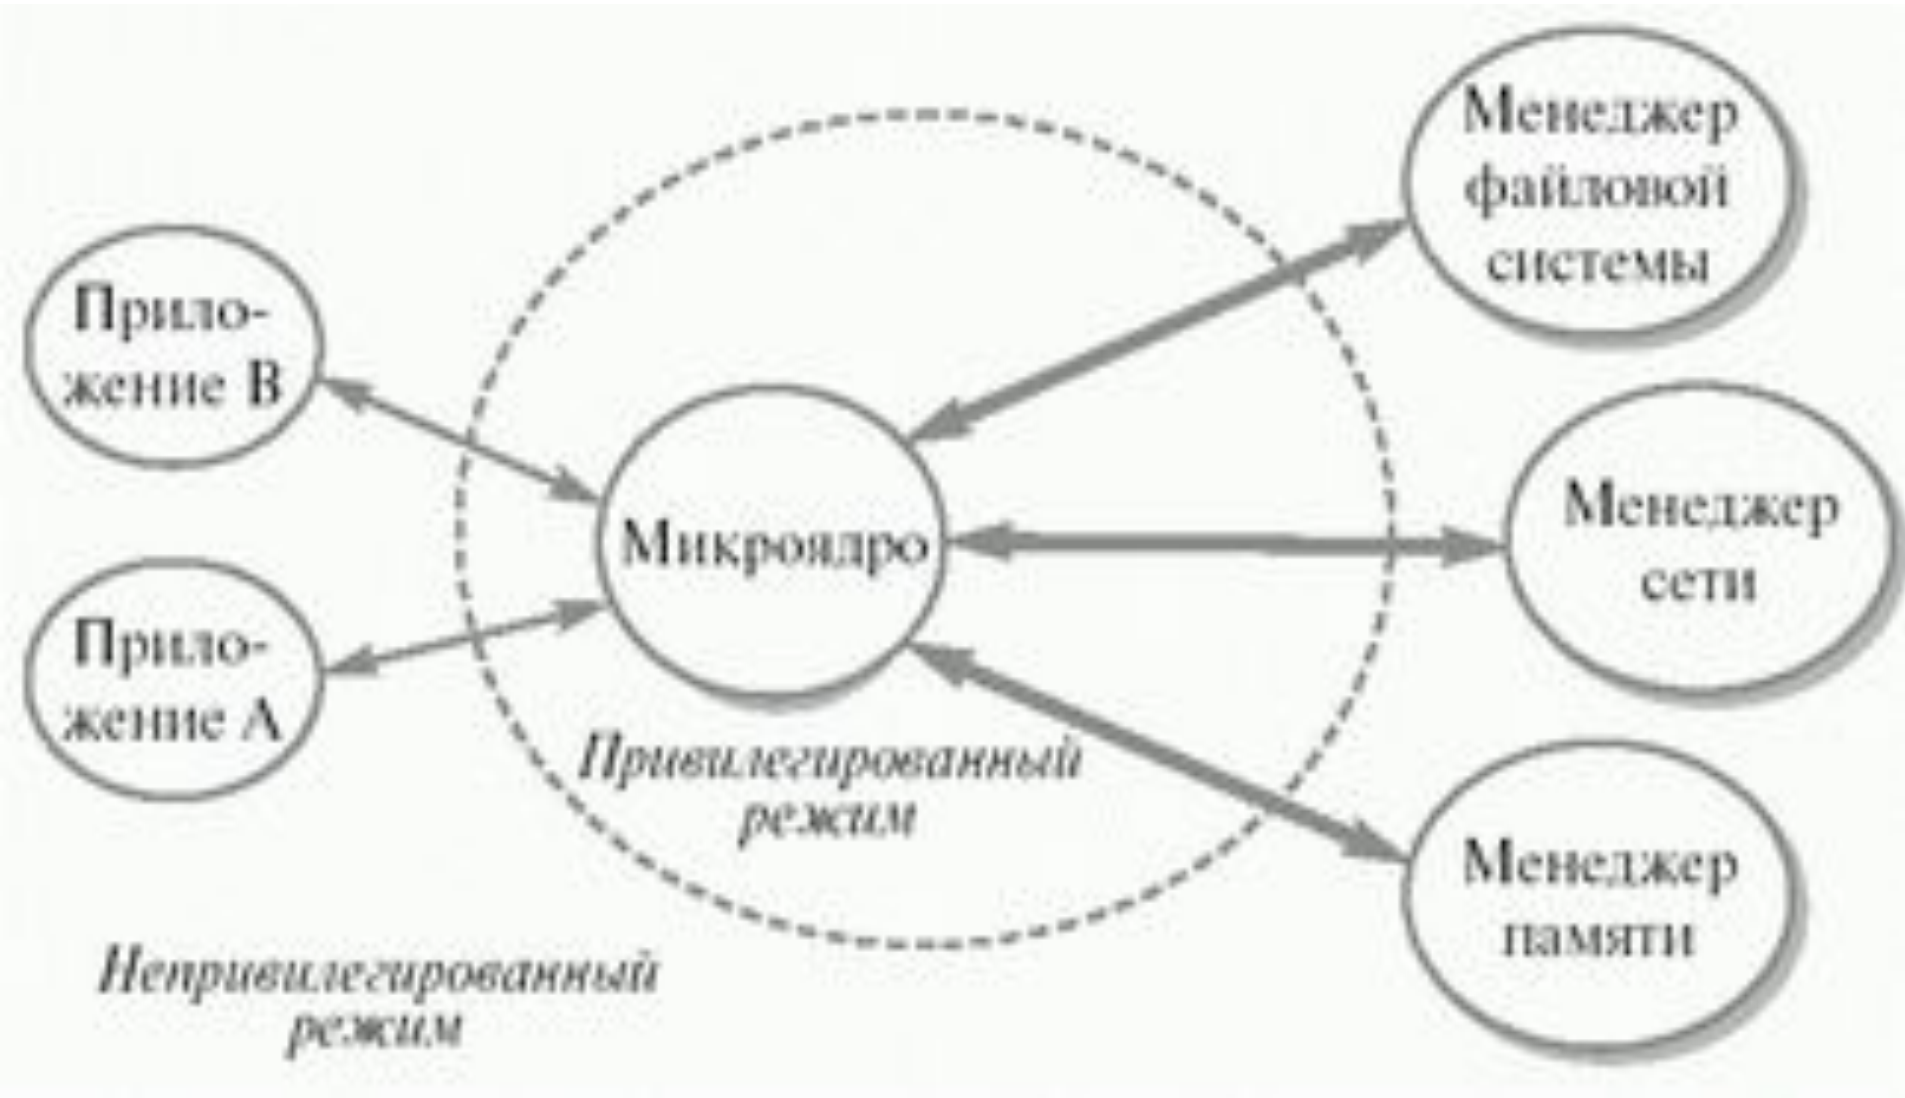 Менеджер
файловой
системы
Прило-
жение В
Микроядро
Менеджер
сети
Прило-
жение А
Привилегированный
режим
Менеджер
памяти
Непривилегированный
режим